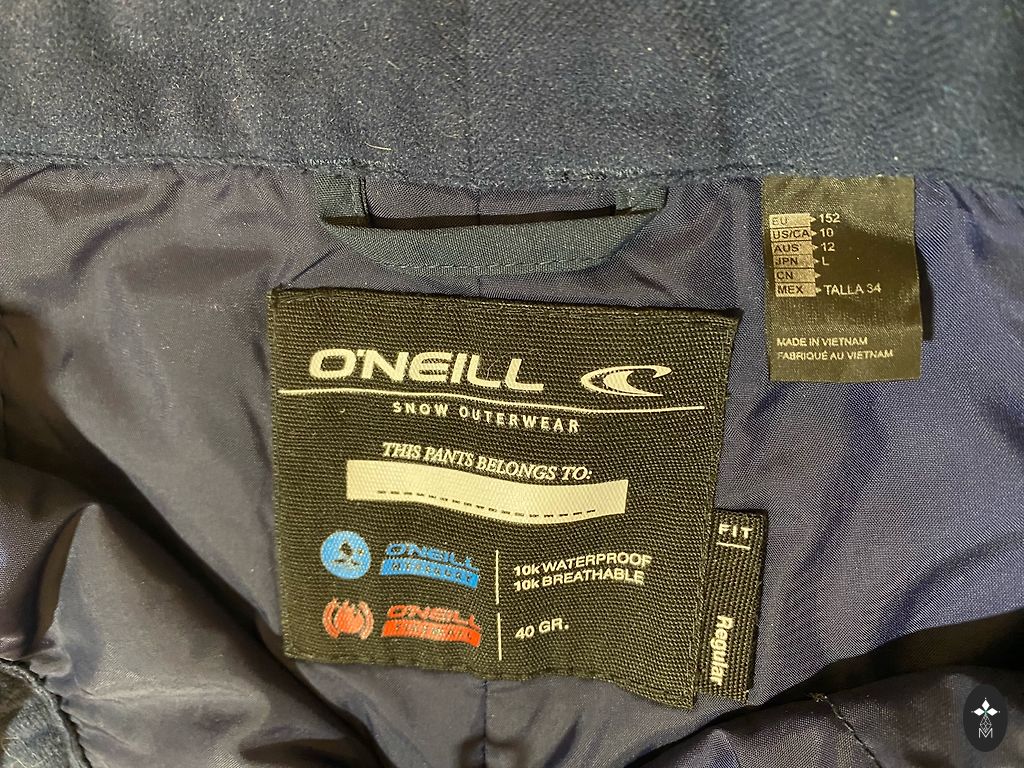 O'NEILL
SNOW OUTERWEAR
THIS PANTS BELONGS TO:
O'NEILL
10k WATERPROOF
10k BREATHABLE
O'NEILL
40 GR.
FIT
Regular
EU 152
US/CA 10
AUS 12
JPN L
CN
MEX TALLA 34
MADE IN VIETNAM
FABRIQUÉ AU VIETNAM
M